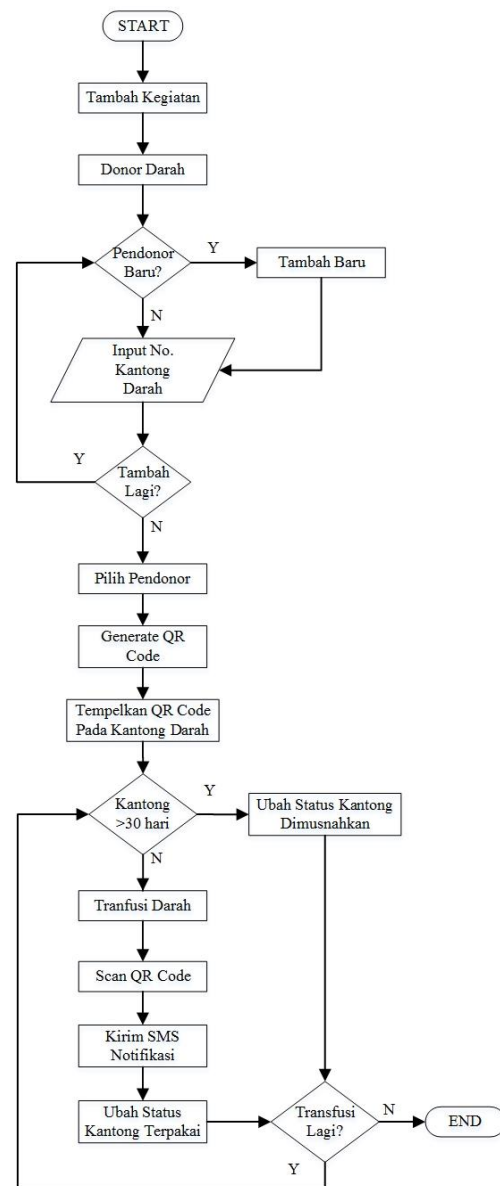 START
Tambah Kegiatan
Donor Darah
Pendonor
Baru?
Y
Tambah Baru
N
Input No.
Kantong
Darah
Y
Tambah
Lagi?
N
Pilih Pendonor
Generate QR
Code
Tempelkan QR Code
Pada Kantong Darah
Kantong
>30 hari
Y
Ubah Status Kantong
Dimusnahkan
N
Tranfusi Darah
Scan QR Code
Kirim SMS
Notifikasi
Ubah Status
Kantong Terpakai
Transfusi
Lagi?
N
END
Y